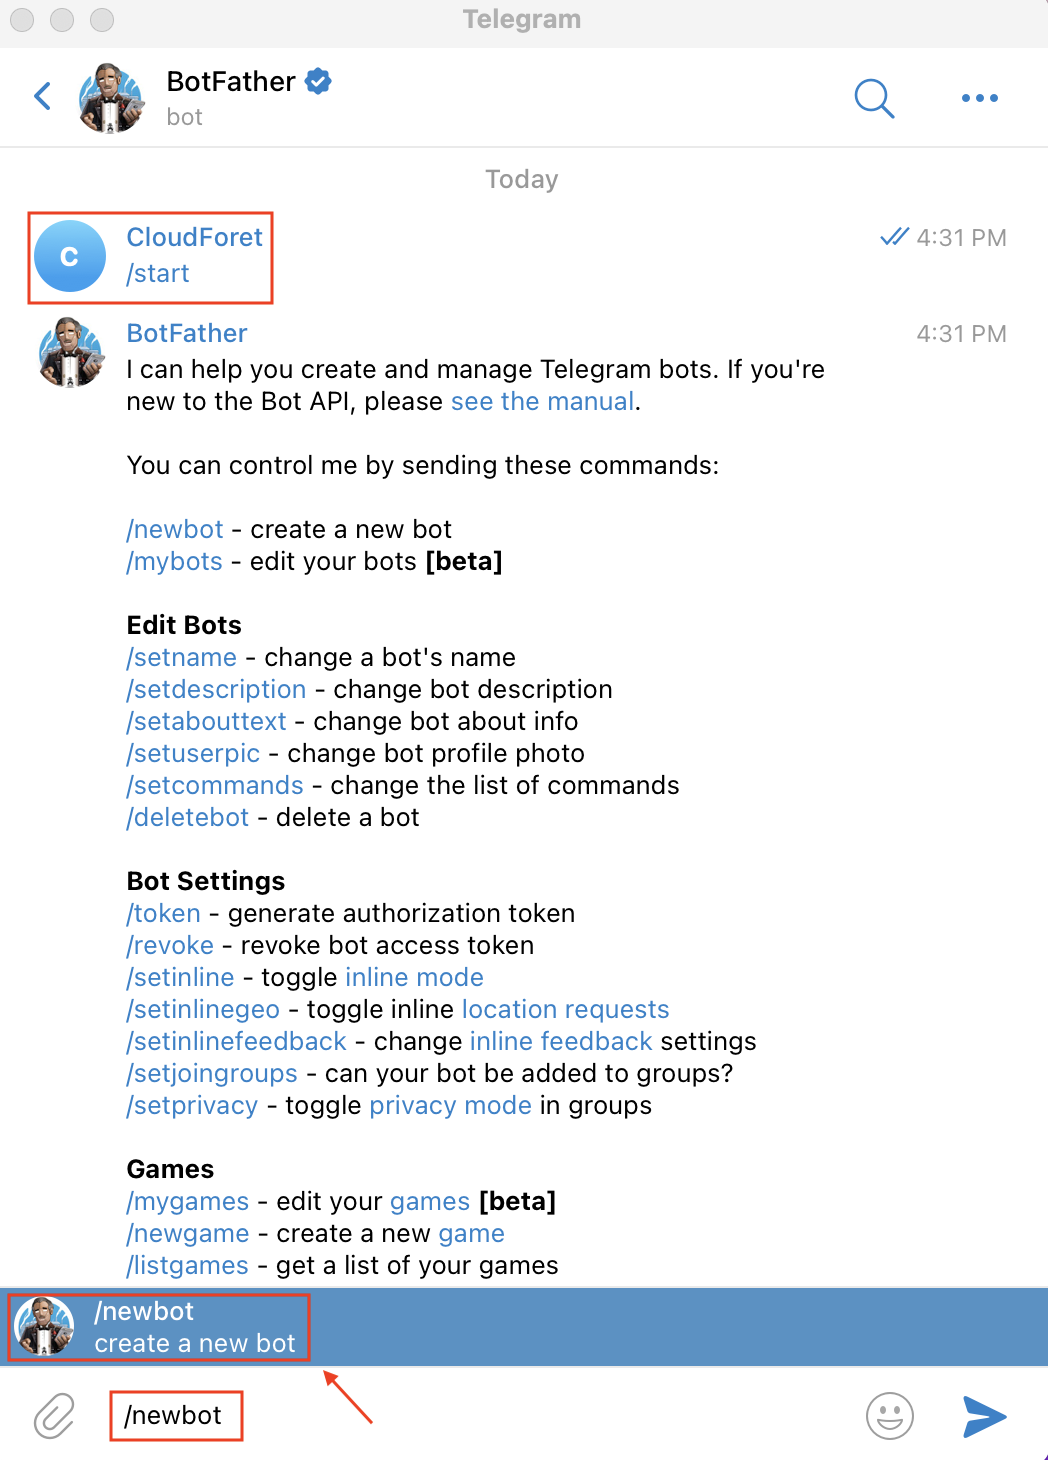 Telegram
BotFather
bot
Today
CloudForet
4:31 PM
C
/start
BotFather
4:31 PM
I can help you create and manage Telegram bots. If you're
new to the Bot API, please see the manual.
You can control me by sending these commands:
/newbot - create a new bot
/mybots - edit your bots [beta]
Edit Bots
/setname - change a bot's name
/setdescription - change bot description
/setabouttext - change bot about info
/setuserpic - change bot profile photo
/setcommands - change the list of commands
/deletebot - delete a bot
Bot Settings
/token - generate authorization token
/revoke - revoke bot access token
/setinline - toggle inline mode
/setinlinegeo - toggle inline location requests
/setinlinefeedback - change inline feedback settings
/setjoingroups - can your bot be added to groups?
/setprivacy - toggle privacy mode in groups
Games
/mygames - edit your games [beta]
/newgame - create a new game
/listgames - get a list of your games
/newbot
create a new bot
/newbot